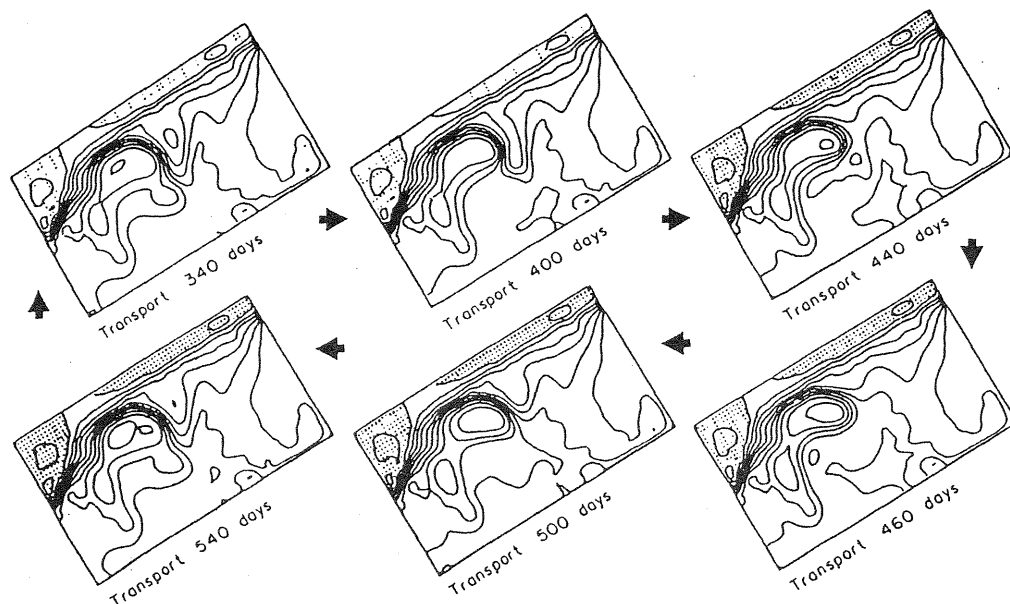 Transport 340 days
Transport 400 days
Transport 440 days
Transport 540 days
Transport 500 days
Transport 460 days